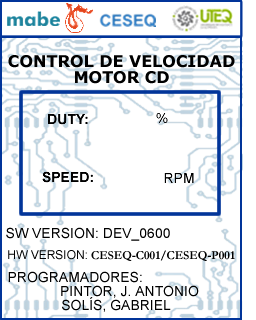 mabe CESEQ UTEQ
CONTROL DE VELOCIDAD
MOTOR CD
DUTY: %
SPEED: RPM
SW VERSION: DEV_0600
HW VERSION: CESEQ-C001/CESEQ-P001
PROGRAMADORES:
PINTOR, J. ANTONIO
SOLÍS, GABRIEL